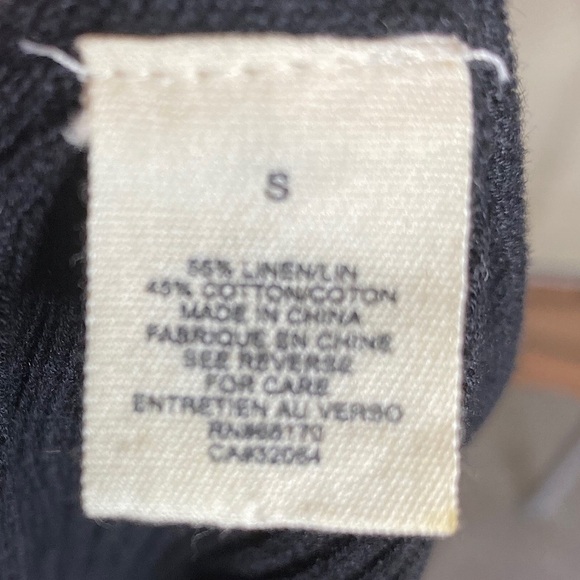 S
55% LINEN/LIN
45% COTTON/COTON
MADE IN CHINA
FABRIQUE EN CHINE
SEE REVERSE
FOR CARE
ENTRETIEN AU VERSO
RN#66170
CA#32064